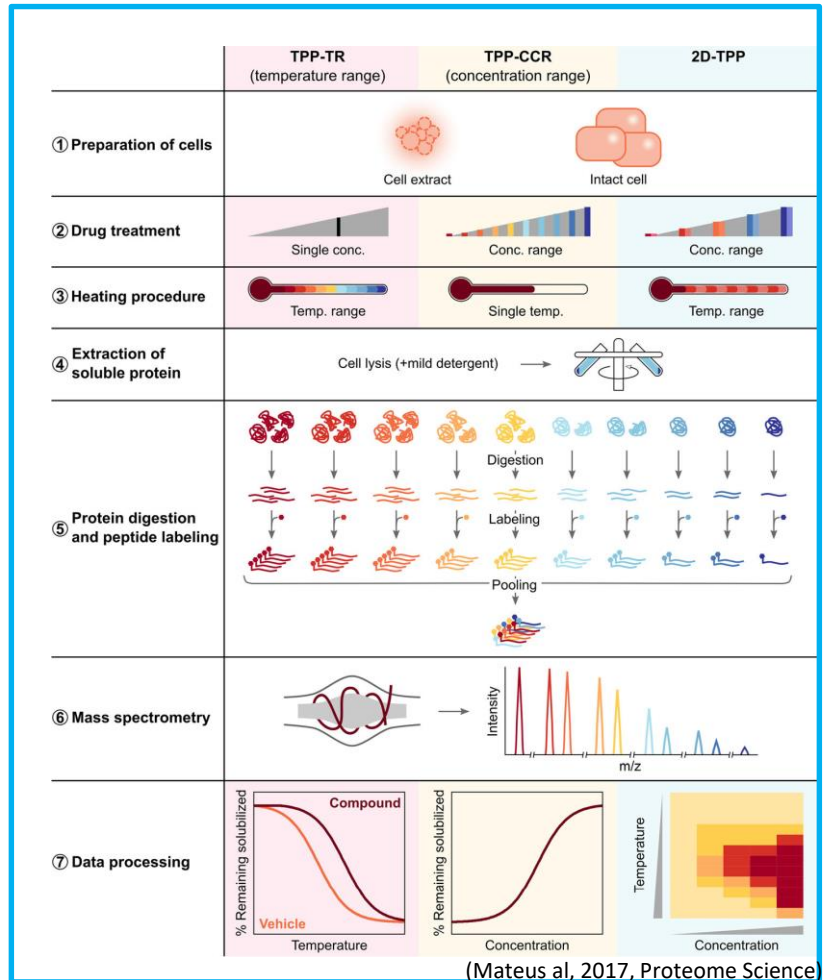 TPP-TR
(temperature range)
TPP-CCR
(concentration range)
2D-TPP
① Preparation of cells
Cell extract
Intact cell
② Drug treatment
Single conc.
Conc. range
Conc. range
③ Heating procedure
Temp. range
Single temp.
Temp. range
④ Extraction of
soluble protein
Cell lysis (+mild detergent)
⑤ Protein digestion
and peptide labeling
Digestion
Labeling
Pooling
⑥ Mass spectrometry
Intensity
m/z
⑦ Data processing
% Remaining solubilized
Compound
Vehicle
Temperature
% Remaining solubilized
Concentration
Temperature
Concentration
(Mateus al, 2017, Proteome Science)